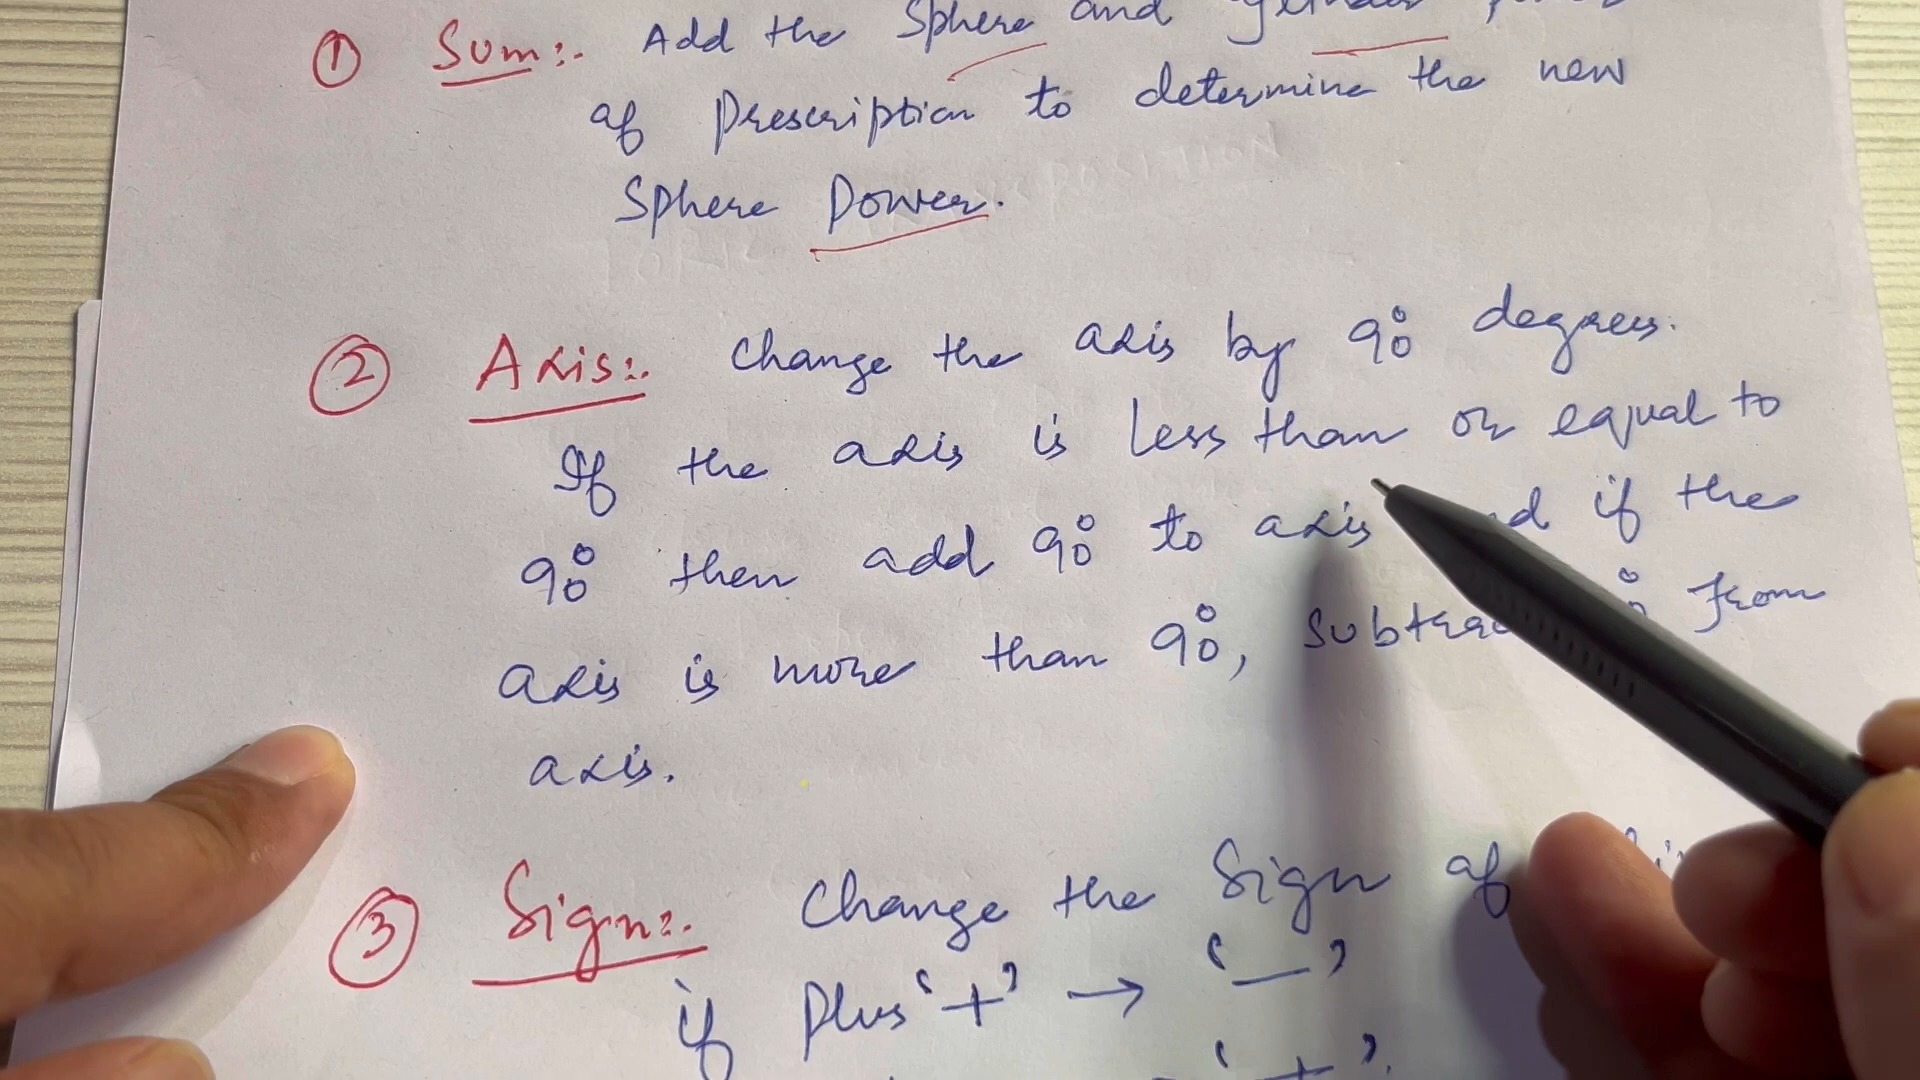 ① Sum:- Add the Sphere and Cylinder
of Prescription to determine the new
Sphere Power.
② Axis:- Change the axis by 90° degrees.
If the axis is less than or equal to
90° then add 90° to axis and if the
axis is more than 90°, subtract from
axis.
③ Sign:- Change the Sign of
if Plus '+' → '—'
'+'.